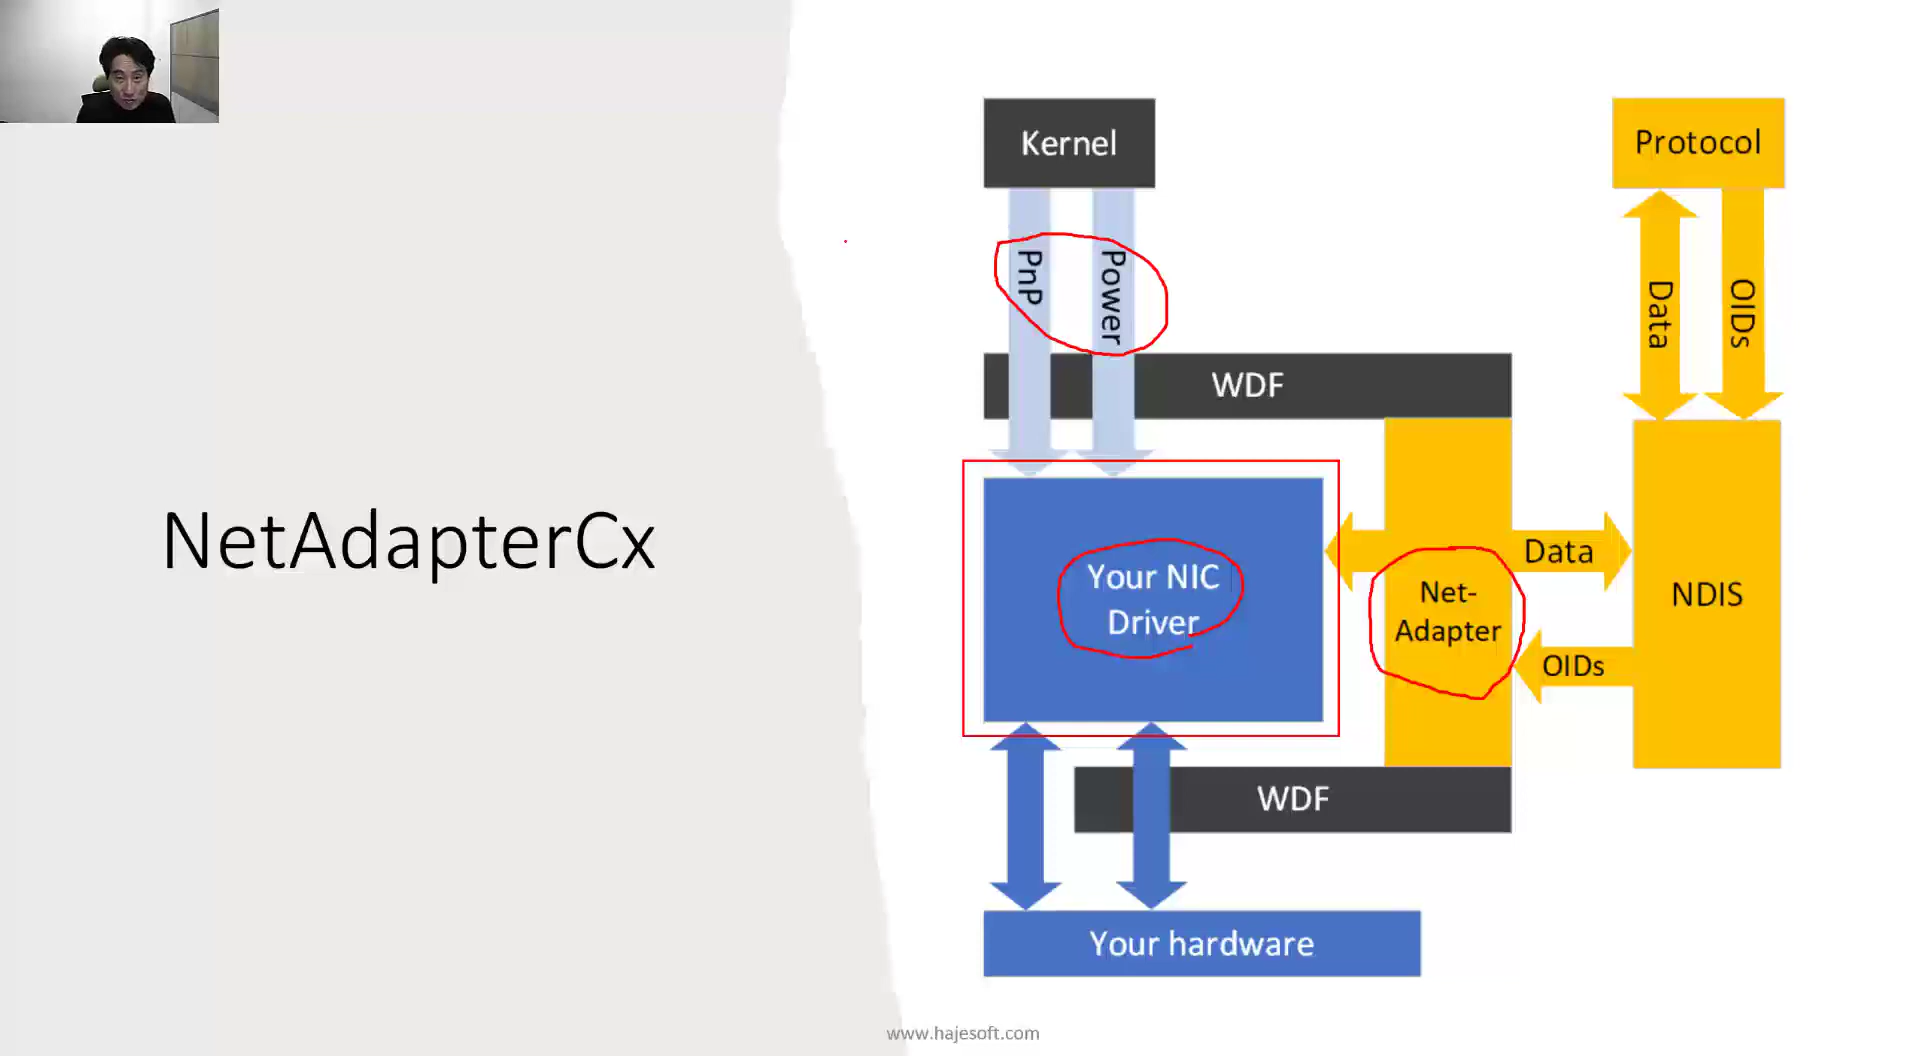 NetAdapterCx
Kernel
Protocol
PnP
Power
Data
OIDs
WDF
Your NIC
Driver
Net-
Adapter
Data
OIDs
NDIS
WDF
Your hardware
www.hajesoft.com